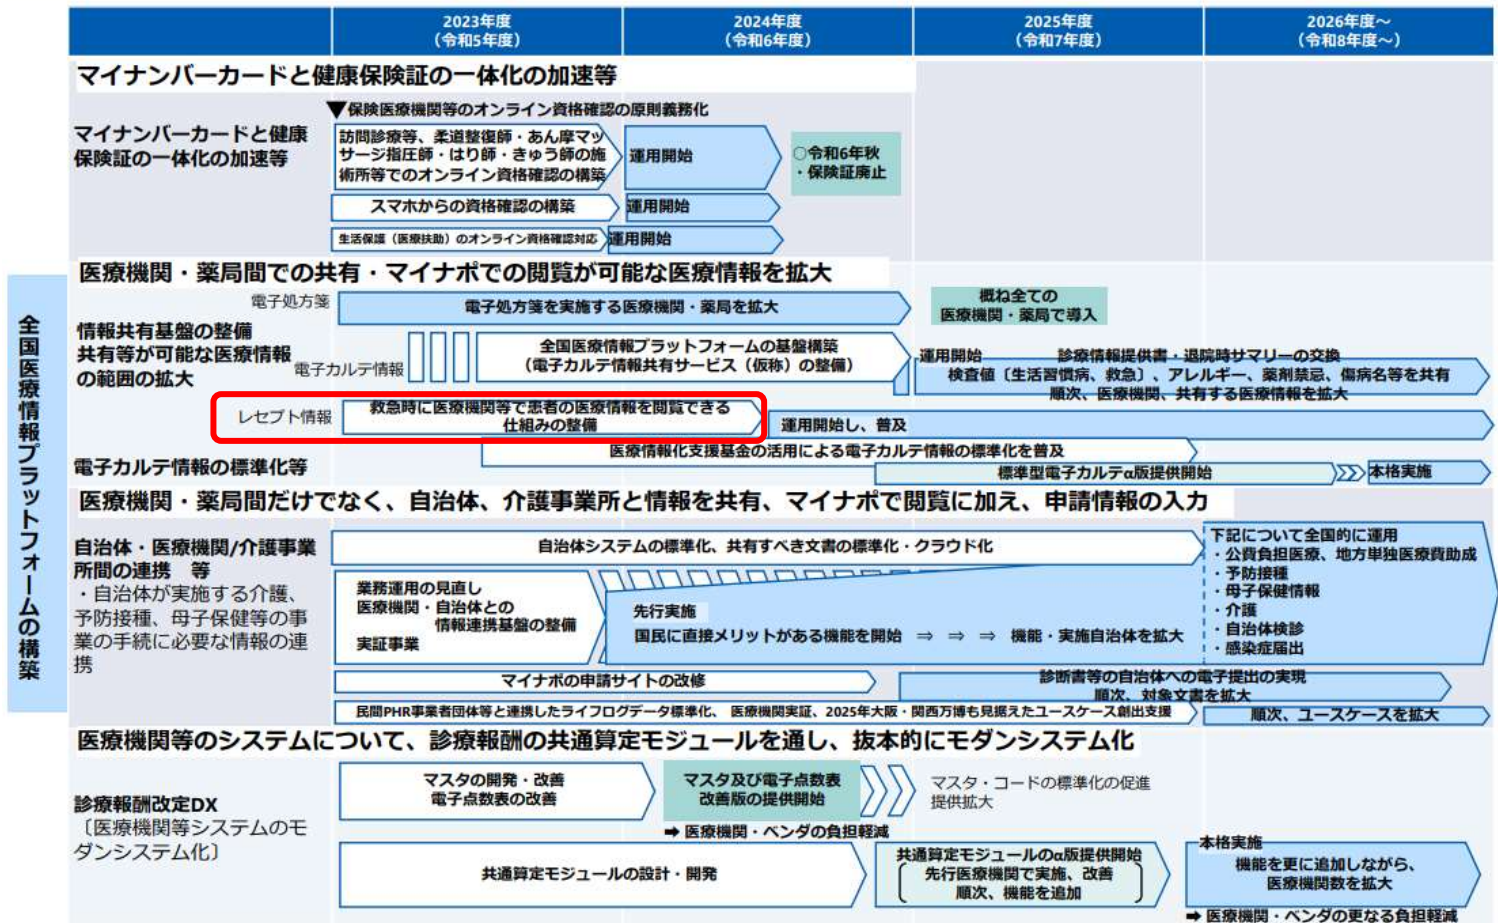 2023年度
(令和5年度)
2024年度
(令和6年度)
2025年度
(令和7年度)
2026年度～
(令和8年度～)
全国医療情報プラットフォームの構築
マイナンバーカードと健康保険証の一体化の加速等
▼保険医療機関等のオンライン資格確認の原則義務化
マイナンバーカードと健康
保険証の一体化の加速等
訪問診療等、柔道整復師・あん摩マッ
サージ指圧師・はり師・きゅう師の施
術所等でのオンライン資格確認の構築
運用開始
○令和6年秋
・保険証廃止
スマホからの資格確認の構築
運用開始
生活保護（医療扶助）のオンライン資格確認対応
運用開始
医療機関・薬局間での共有・マイナポでの閲覧が可能な医療情報を拡大
電子処方箋
電子処方箋を実施する医療機関・薬局を拡大
概ね全ての
医療機関・薬局で導入
情報共有基盤の整備
共有等が可能な医療情報
の範囲の拡大
電子カルテ情報
全国医療情報プラットフォームの基盤構築
（電子カルテ情報共有サービス（仮称）の整備）
運用開始
診療情報提供書・退院時サマリーの交換
検査値〔生活習慣病、救急〕、アレルギー、薬剤禁忌、傷病名等を共有
順次、医療機関、共有する医療情報を拡大
レセプト情報
救急時に医療機関等で患者の医療情報を閲覧できる
仕組みの整備
運用開始し、普及
医療情報化支援基金の活用による電子カルテ情報の標準化を普及
電子カルテ情報の標準化等
標準型電子カルテα版提供開始
本格実施
医療機関・薬局間だけでなく、自治体、介護事業所と情報を共有、マイナポで閲覧に加え、申請情報の入力
自治体・医療機関/介護事業
所間の連携 等
・自治体が実施する介護、
予防接種、母子保健等の事
業の手続に必要な情報の連
携
自治体システムの標準化、共有すべき文書の標準化・クラウド化
業務運用の見直し
医療機関・自治体との
情報連携基盤の整備
実証事業
先行実施
国民に直接メリットがある機能を開始 ⇒ ⇒ ⇒ 機能・実施自治体を拡大
下記について全国的に運用
・公費負担医療、地方単独医療費助成
・予防接種
・母子保健情報
・介護
・自治体検診
・感染症届出
マイナポの申請サイトの改修
診断書等の自治体への電子提出の実現
順次、対象文書を拡大
民間PHR事業者団体等と連携したライフログデータ標準化、 医療機関実証、2025年大阪・関西万博も見据えたユースケース創出支援
順次、ユースケースを拡大
医療機関等のシステムについて、診療報酬の共通算定モジュールを通し、抜本的にモダンシステム化
診療報酬改定DX
〔医療機関等システムのモ
ダンシステム化〕
マスタの開発・改善
電子点数表の改善
マスタ及び電子点数表
改善版の提供開始
マスタ・コードの標準化の促進
提供拡大
➡ 医療機関・ベンダの負担軽減
共通算定モジュールの設計・開発
共通算定モジュールのα版提供開始
先行医療機関で実施、改善
順次、機能を追加
本格実施
機能を更に追加しながら、
医療機関数を拡大
➡ 医療機関・ベンダの更なる負担軽減